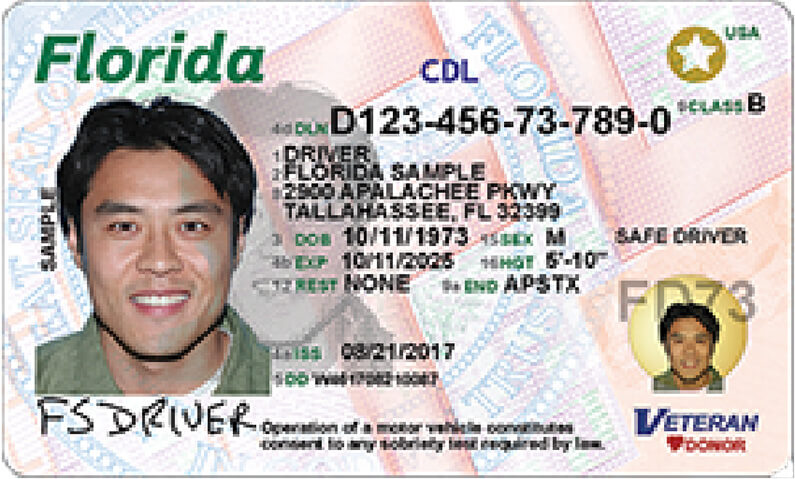 Florida
CDL
USA
9 CLASS B
4d DLN D123-456-73-789-0
1 DRIVER
2 FLORIDA SAMPLE
8 2900 APALACHEE PKWY
TALLAHASSEE, FL 32399
3 DOB 10/11/1973 15 SEX M SAFE DRIVER
4b EXP 10/11/2025 16 HGT 5'-10"
12 REST NONE 9a END APSTX
FD73
4a ISS 08/21/2017
5 DD
SAMPLE
FSDRIVER
Operation of a motor vehicle constitutes
consent to any sobriety test required by law.
VETERAN
DONOR